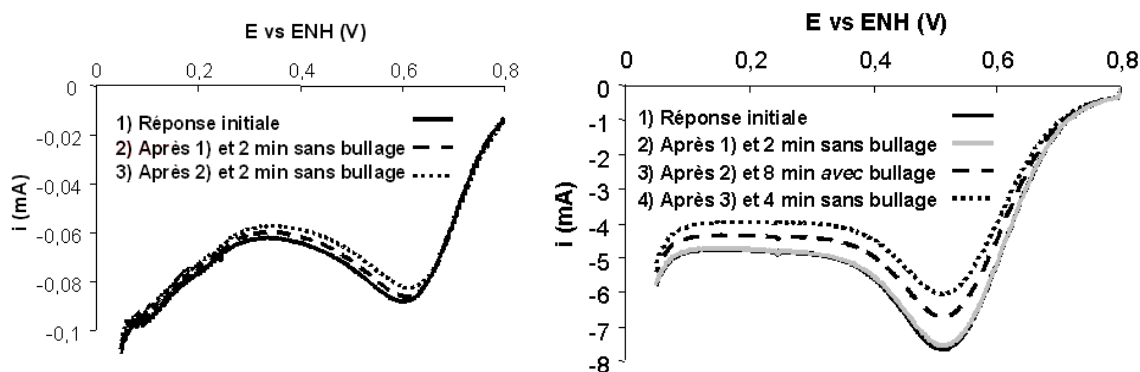 E vs ENH (V)
0 0,2 0,4 0,6 0,8
0
-0,02
-0,04
-0,06
-0,08
-0,1
i (mA)
1) Réponse initiale
2) Après 1) et 2 min sans bullage
3) Après 2) et 2 min sans bullage
E vs ENH (V)
0 0,2 0,4 0,6 0,8
0
-1
-2
-3
-4
-5
-6
-7
-8
i (mA)
1) Réponse initiale
2) Après 1) et 2 min sans bullage
3) Après 2) et 8 min avec bullage
4) Après 3) et 4 min sans bullage